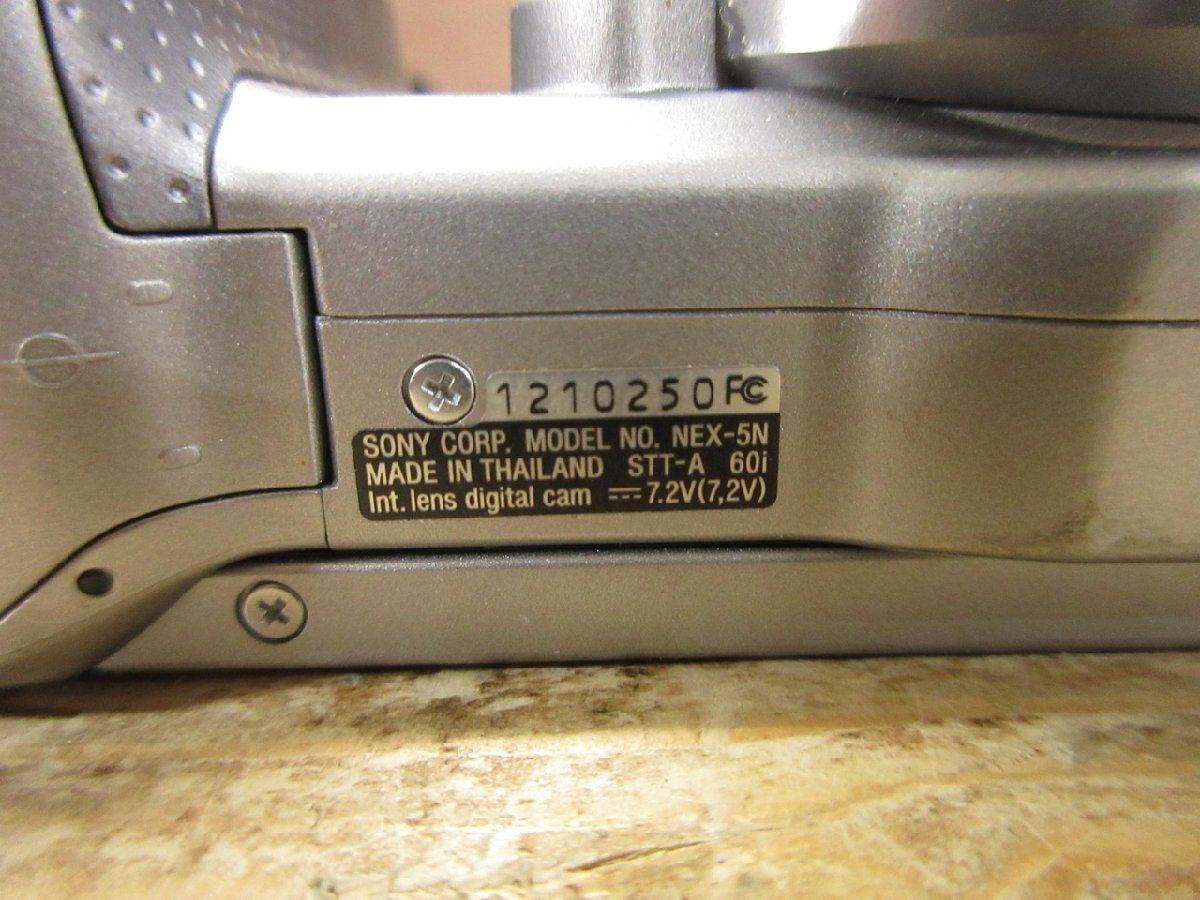 1210250 FC
SONY CORP. MODEL NO. NEX-5N
MADE IN THAILAND STT-A 60i
Int. lens digital cam ⎓ 7.2V(7,2V)